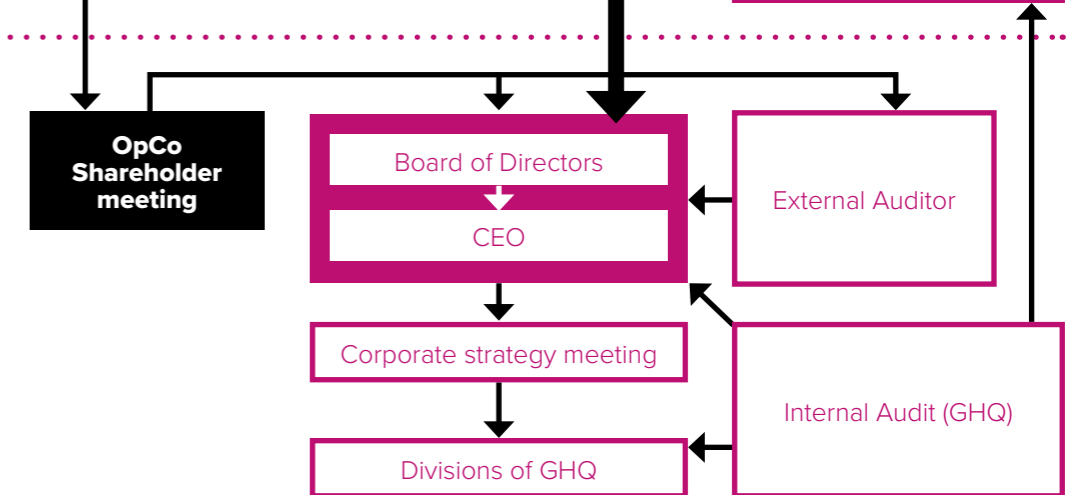 OpCo
Shareholder
meeting
Board of Directors
CEO
External Auditor
Corporate strategy meeting
Internal Audit (GHQ)
Divisions of GHQ